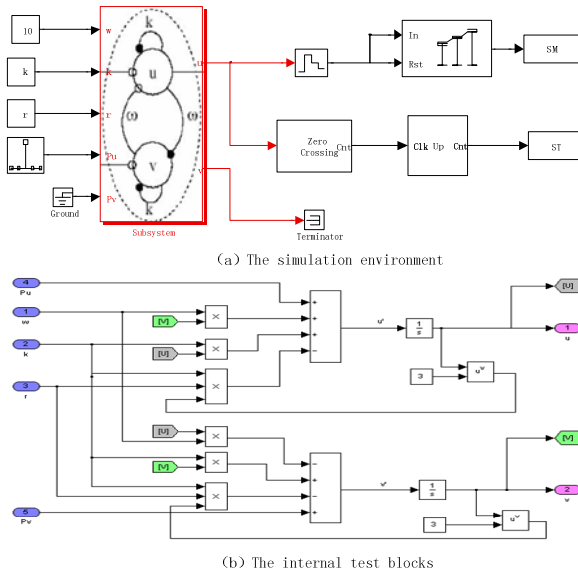 10
w
k
k
k
u
u
In
Rst
SM
r
r
ω
ω
Pu
v
v
Zero
Crossing
Cnt
Clk Up
Cnt
ST
k
Pv
Ground
Subsystem
Terminator
(a) The simulation environment
4
Pu
[U]
1
w
[V]
×
+
+
+
−
u'
1
s
1
u
2
k
[U]
×
3
r
×
3
u^v
[U]
×
[V]
[V]
×
−
+
−
+
v'
1
s
2
v
×
5
Pv
3
u^v
(b) The internal test blocks